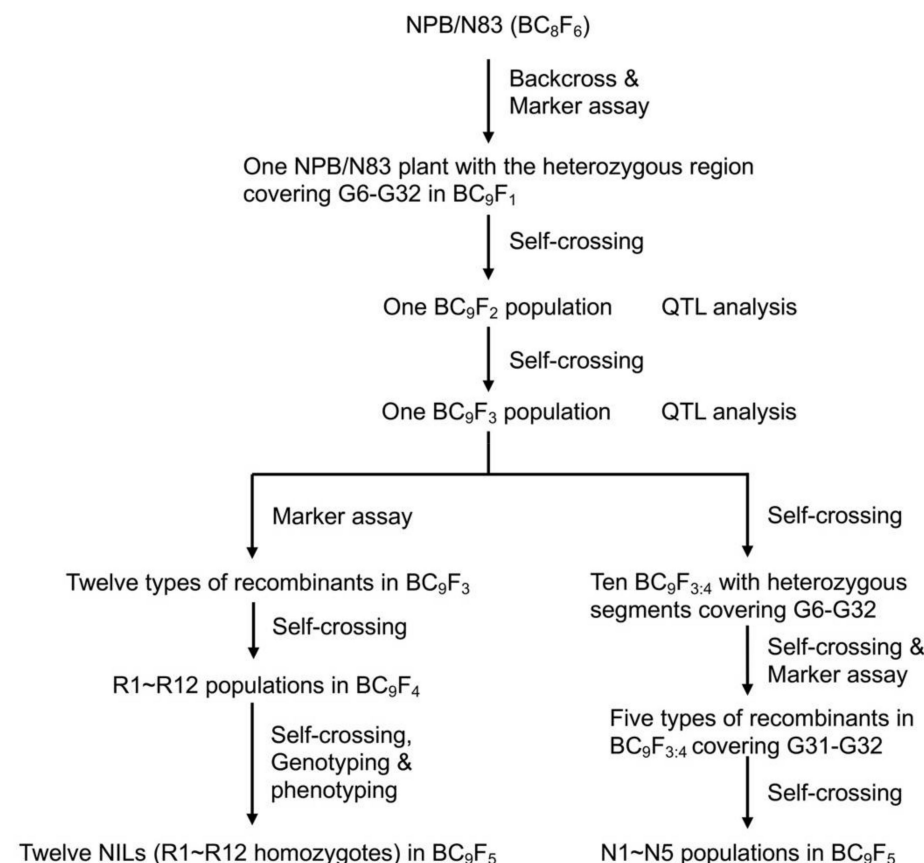 NPB/N83 (BC₈F₆)
Backcross &
Marker assay
One NPB/N83 plant with the heterozygous region
covering G6-G32 in BC₉F₁
Self-crossing
One BC₉F₂ population QTL analysis
Self-crossing
One BC₉F₃ population QTL analysis
Marker assay
Self-crossing
Twelve types of recombinants in BC₉F₃
Ten BC₉F₃:₄ with heterozygous
segments covering G6-G32
Self-crossing
Self-crossing &
Marker assay
R1~R12 populations in BC₉F₄
Five types of recombinants in
BC₉F₃:₄ covering G31-G32
Self-crossing,
Genotyping &
phenotyping
Self-crossing
Twelve NILs (R1~R12 homozygotes) in BC₉F₅
N1~N5 populations in BC₉F₅